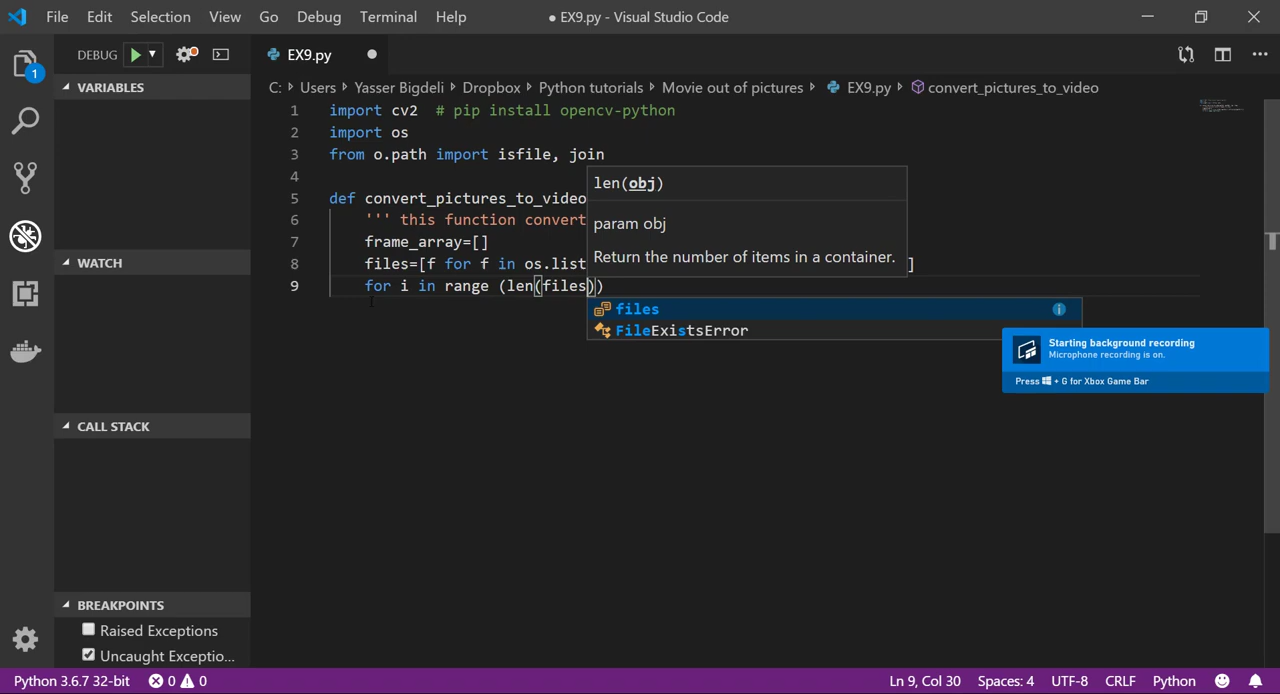 File Edit Selection View Go Debug Terminal Help
● EX9.py - Visual Studio Code
DEBUG
EX9.py
1
VARIABLES
C: Users Yasser Bigdeli Dropbox Python tutorials Movie out of pictures EX9.py convert_pictures_to_video
1 import cv2 # pip install opencv-python
2 import os
3 from o.path import isfile, join
4
len(obj)
5 def convert_pictures_to_video
6 ''' this function convert
param obj
7 frame_array=[]
Return the number of items in a container.
8 files=[f for f in os.list ]
9 for i in range (len(files))
files
FileExistsError
WATCH
Starting background recording
Microphone recording is on.
Press + G for Xbox Game Bar
CALL STACK
BREAKPOINTS
Raised Exceptions
Uncaught Exceptio...
Python 3.6.7 32-bit 0 0 Ln 9, Col 30 Spaces: 4 UTF-8 CRLF Python